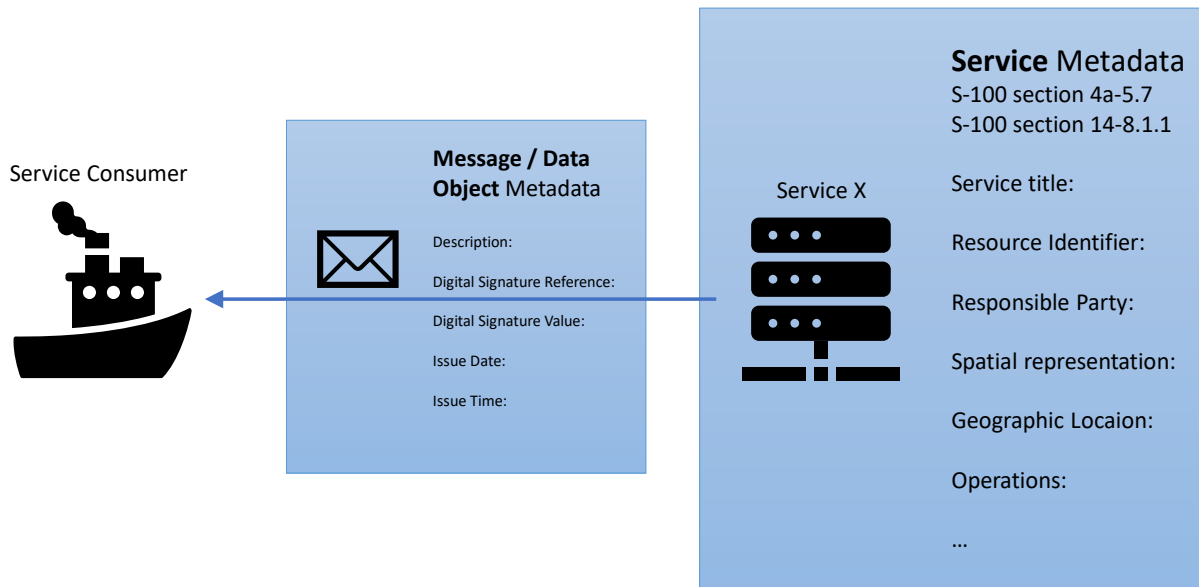 Service Consumer
Message / Data
Object Metadata
Description:
Digital Signature Reference:
Digital Signature Value:
Issue Date:
Issue Time:
Service X
Service Metadata
S-100 section 4a-5.7
S-100 section 14-8.1.1
Service title:
Resource Identifier:
Responsible Party:
Spatial representation:
Geographic Locaion:
Operations:
...